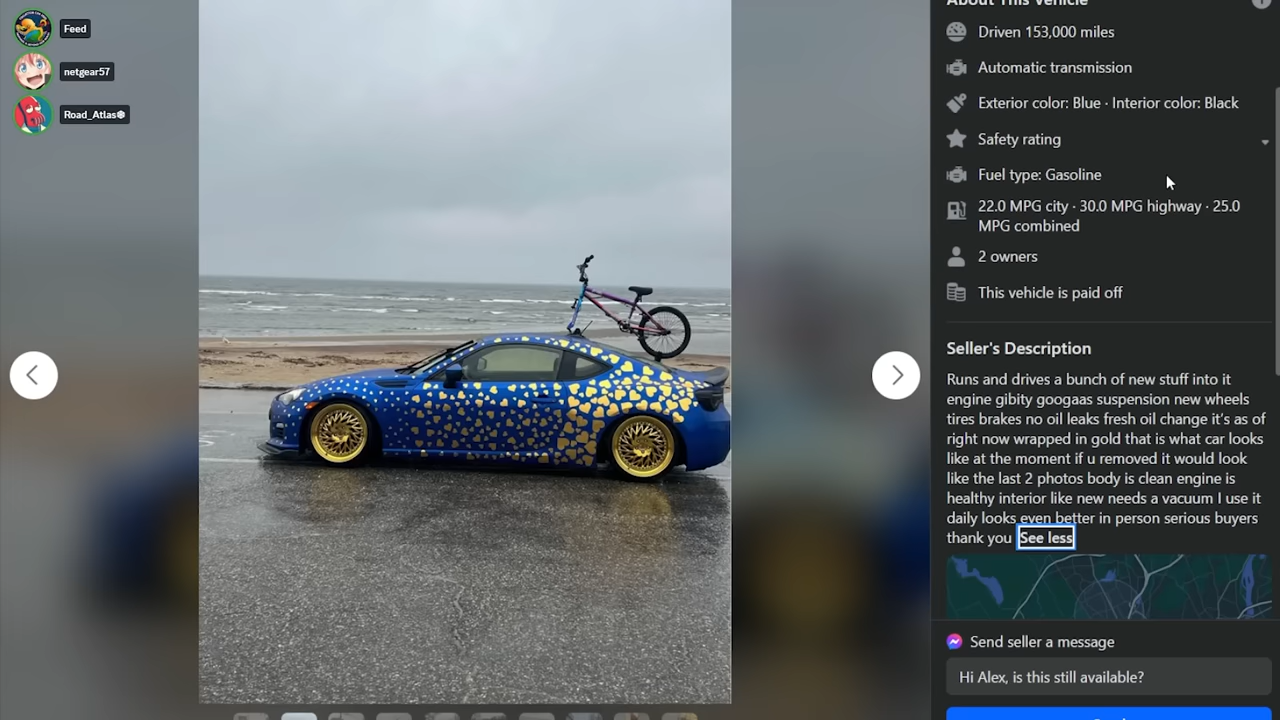 Feed
netgear57
Road_Atlas
About This Vehicle
Driven 153,000 miles
Automatic transmission
Exterior color: Blue · Interior color: Black
Safety rating
Fuel type: Gasoline
22.0 MPG city · 30.0 MPG highway · 25.0
MPG combined
2 owners
This vehicle is paid off
Seller's Description
Runs and drives a bunch of new stuff into it
engine gibity googaas suspension new wheels
tires brakes no oil leaks fresh oil change it's as of
right now wrapped in gold that is what car looks
like at the moment if u removed it would look
like the last 2 photos body is clean engine is
healthy interior like new needs a vacuum I use it
daily looks even better in person serious buyers
thank you See less
Send seller a message
Hi Alex, is this still available?